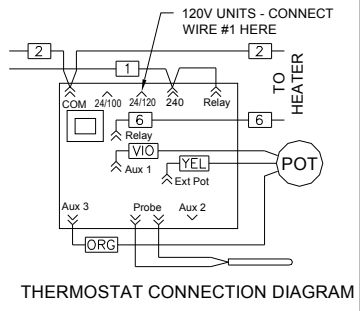 120V UNITS - CONNECT
WIRE #1 HERE
2
2
1
TO
HEATER
COM
24/100
24/120
240
Relay
6
6
Relay
VIO
Aux 1
YEL
POT
Ext Pot
Aux 3
Probe
Aux 2
ORG
THERMOSTAT CONNECTION DIAGRAM